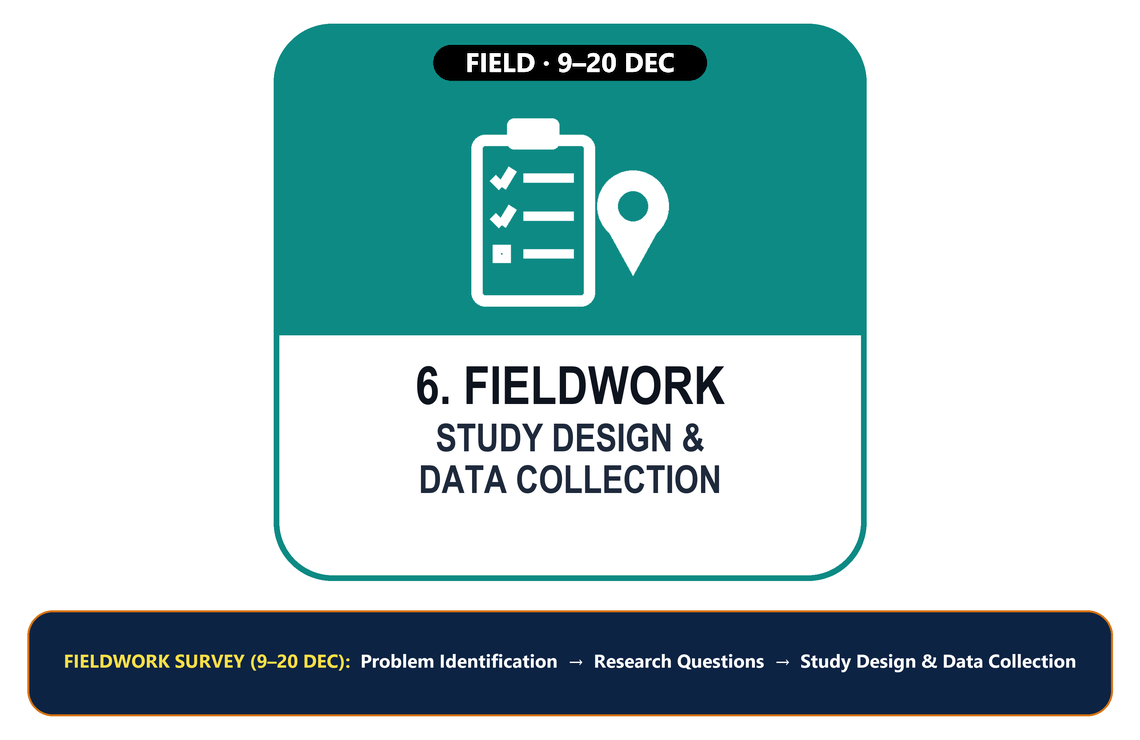 FIELD · 9–20 DEC
6. FIELDWORK
STUDY DESIGN &
DATA COLLECTION
FIELDWORK SURVEY (9–20 DEC): Problem Identification → Research Questions → Study Design & Data Collection